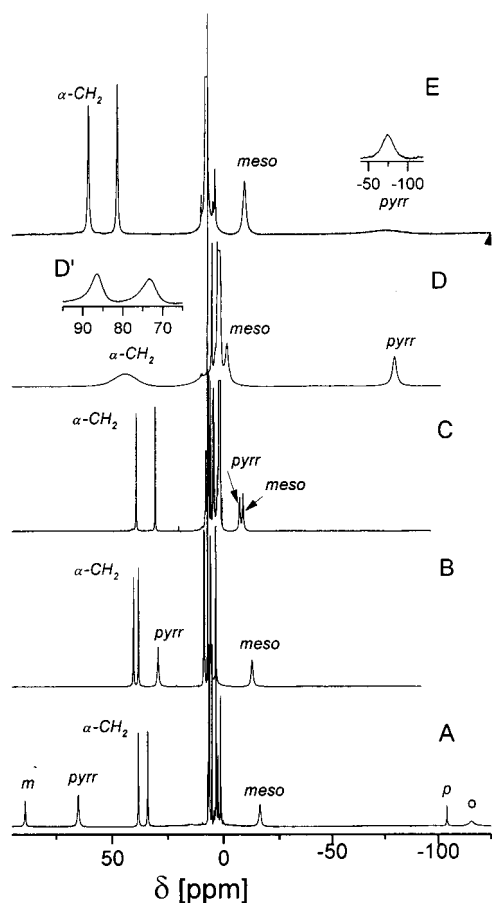 α-CH₂
E
meso
-50 -100
pyrr
D'
90 80 70
D
α-CH₂
meso
pyrr
C
α-CH₂
pyrr
meso
B
α-CH₂
pyrr
meso
A
α-CH₂
m
pyrr
meso
p
o
50 0 -50 -100
δ [ppm]